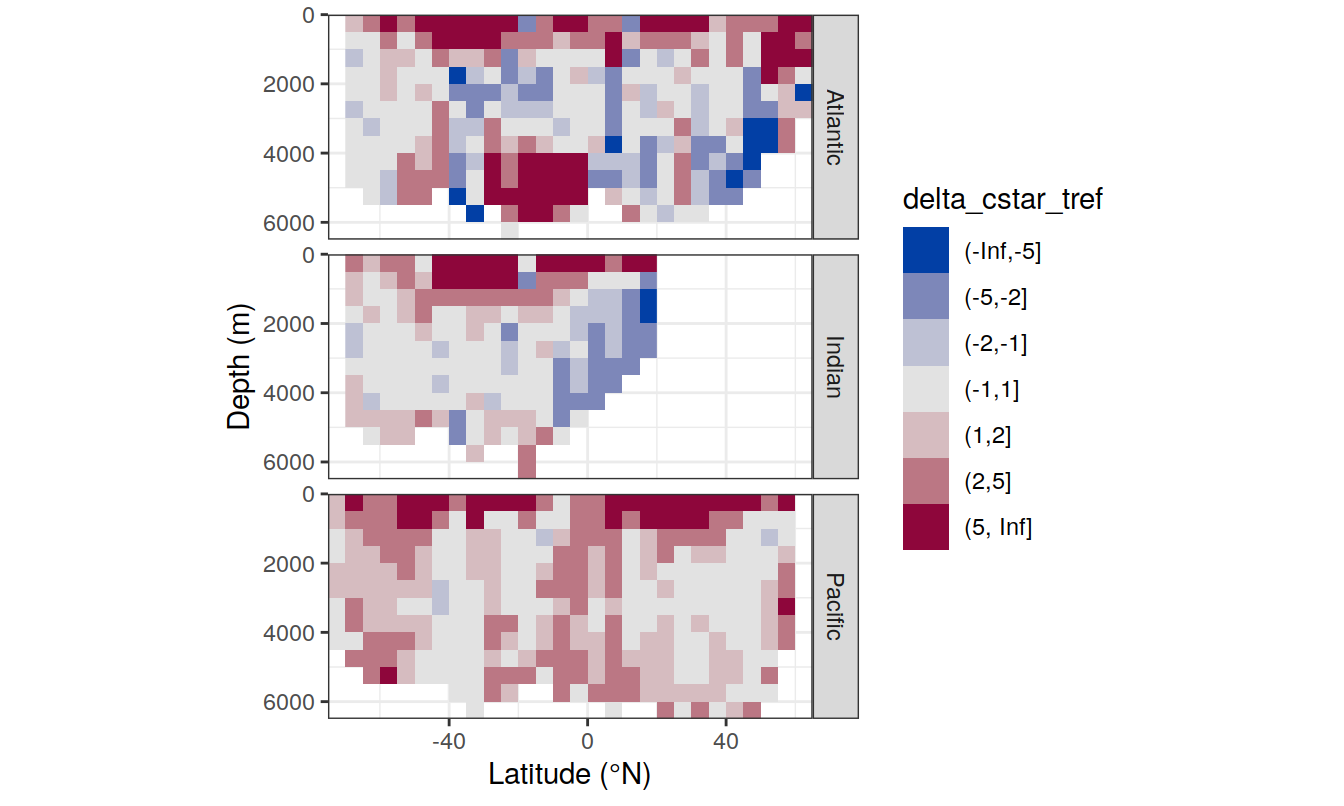 0
2000
4000
6000
Atlantic
0
2000
4000
6000
Indian
0
2000
4000
6000
Pacific
-40
0
40
Depth (m)
Latitude (°N)
delta_cstar_tref
(-Inf,-5]
(-5,-2]
(-2,-1]
(-1,1]
(1,2]
(2,5]
(5, Inf]